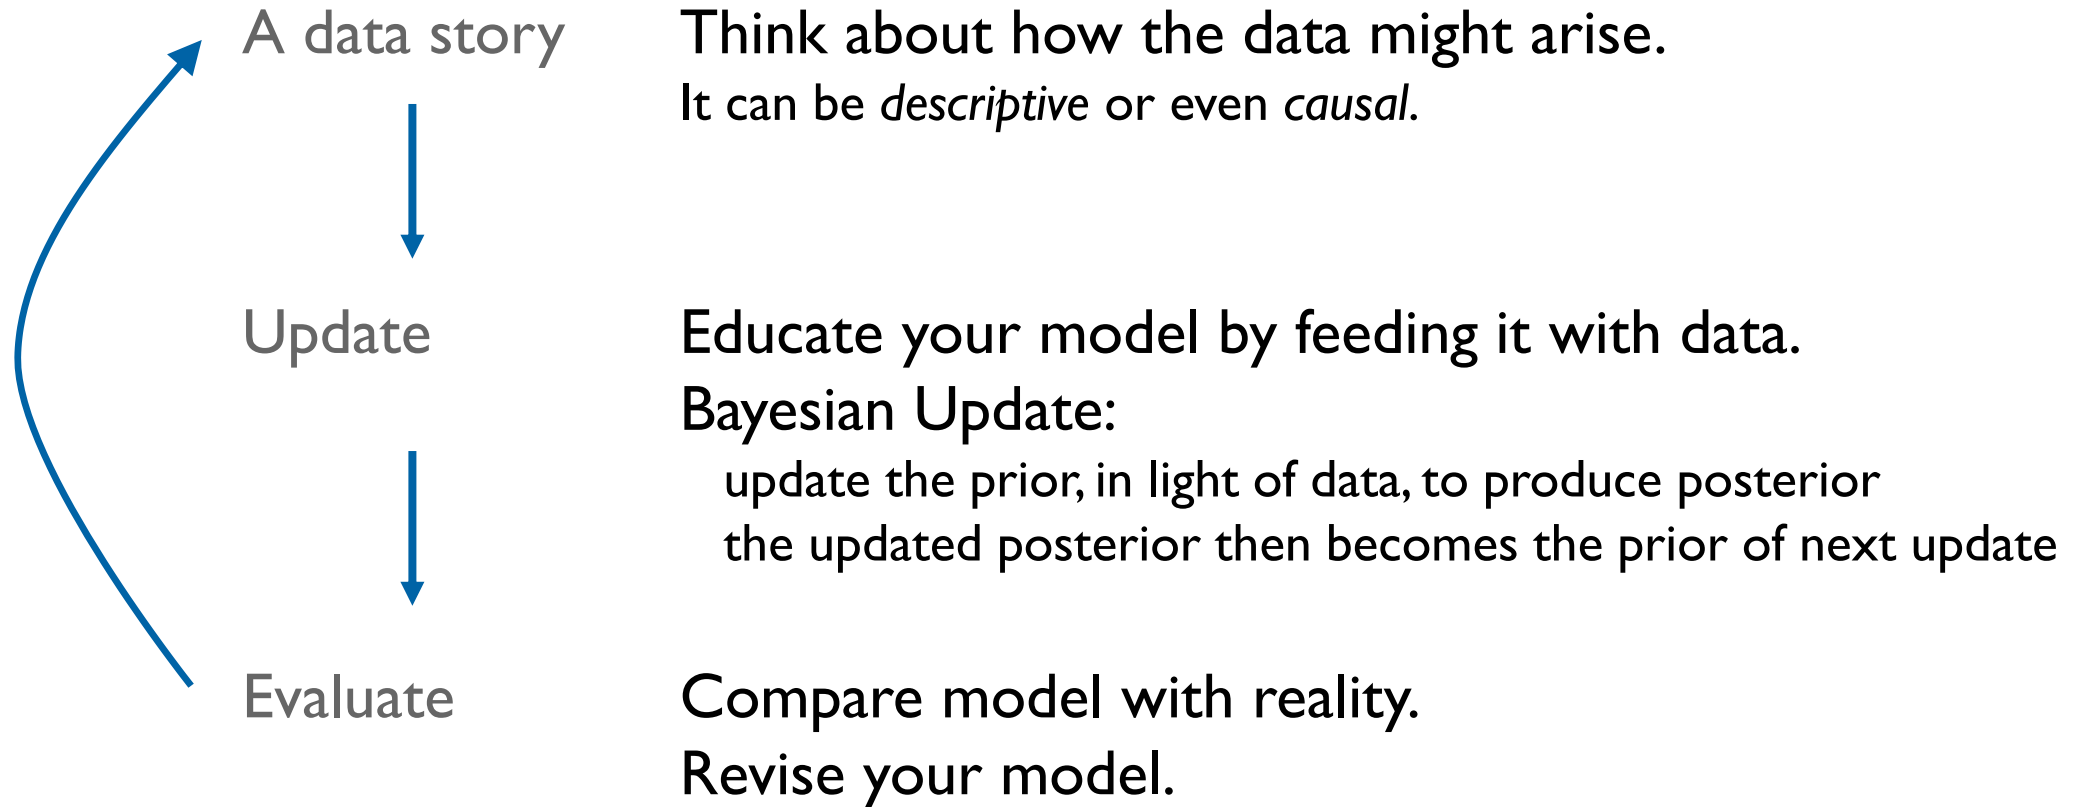 A data story
Think about how the data might arise.
It can be descriptive or even causal.
Update
Educate your model by feeding it with data.
Bayesian Update:
update the prior, in light of data, to produce posterior
the updated posterior then becomes the prior of next update
Evaluate
Compare model with reality.
Revise your model.